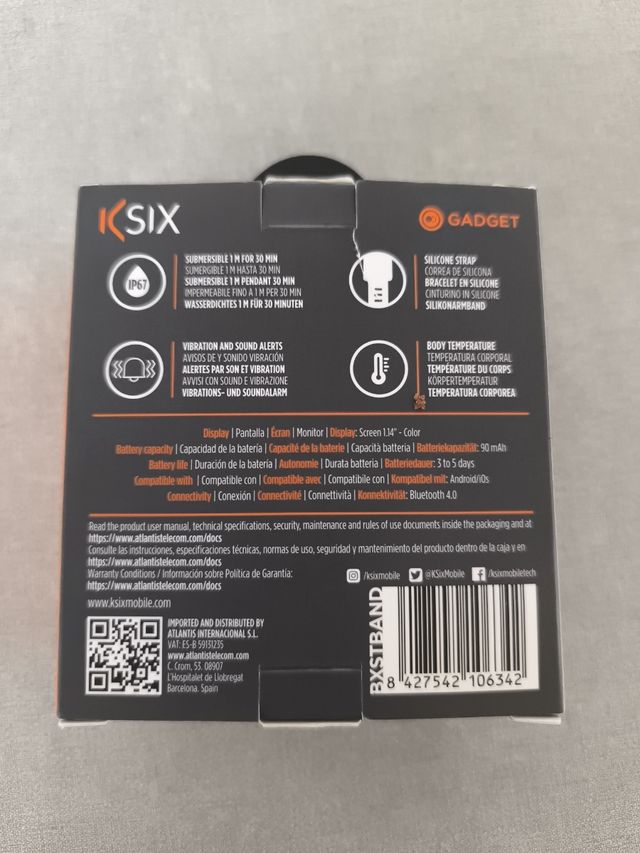 KSIX
GADGET
IP67
SUBMERSIBLE 1 M FOR 30 MIN
SUMERGIBLE 1 M HASTA 30 MIN
SUBMERSIBLE 1 M PENDANT 30 MIN
IMPERMEABILE FINO A 1 M PER 30 MIN
WASSERDICHTES 1 M FÜR 30 MINUTEN
SILICONE STRAP
CORREA DE SILICONA
BRACELET EN SILICONE
CINTURINO IN SILICONE
SILIKONARMBAND
VIBRATION AND SOUND ALERTS
AVISOS DE Y SONIDO VIBRACIÓN
ALERTES PAR SON ET VIBRATION
AVVISI CON SUONO E VIBRAZIONE
VIBRATIONS- UND SOUNDALARM
BODY TEMPERATURE
TEMPERATURA CORPORAL
TEMPÉRATURE DU CORPS
KÖRPERTEMPERATUR
TEMPERATURA CORPOREA
Display | Pantalla | Écran | Monitor | Display: Screen 1.14" - Color
Battery capacity | Capacidad de la batería | Capacité de la baterie | Capacità batteria | Batteriekapazität: 90 mAh
Battery life | Duración de la batería | Autonomie | Durata batteria | Batteriedauer: 3 to 5 days
Compatible with | Compatible con | Compatible avec | Compatibile con | Kompatibel mit: Android/iOs
Connectivity | Conexión | Connectivité | Connettività | Konnektivität: Bluetooth 4.0
Read the product user manual, technical specifications, security, maintenance and rules of use documents inside the packaging and at
https://www.atlantistelecom.com/docs
Consulte las instrucciones, especificaciones técnicas, normas de uso, seguridad y mantenimiento del producto dentro de la caja y en
https://www.atlantistelecom.com/docs
Warranty Conditions / Información sobre Política de Garantía:
https://www.atlantistelecom.com/docs
/ksixmobile
@KSixMobile
/ksixmobiletech
www.ksixmobile.com
IMPORTED AND DISTRIBUTED BY
ATLANTIS INTERNACIONAL S.L.
VAT: ES-B 59131235
www.atlantistelecom.com
C. Crom, 53. 08907
L'Hospitalet de Llobregat
Barcelona. Spain
BXSTBAND
8 427542 106342